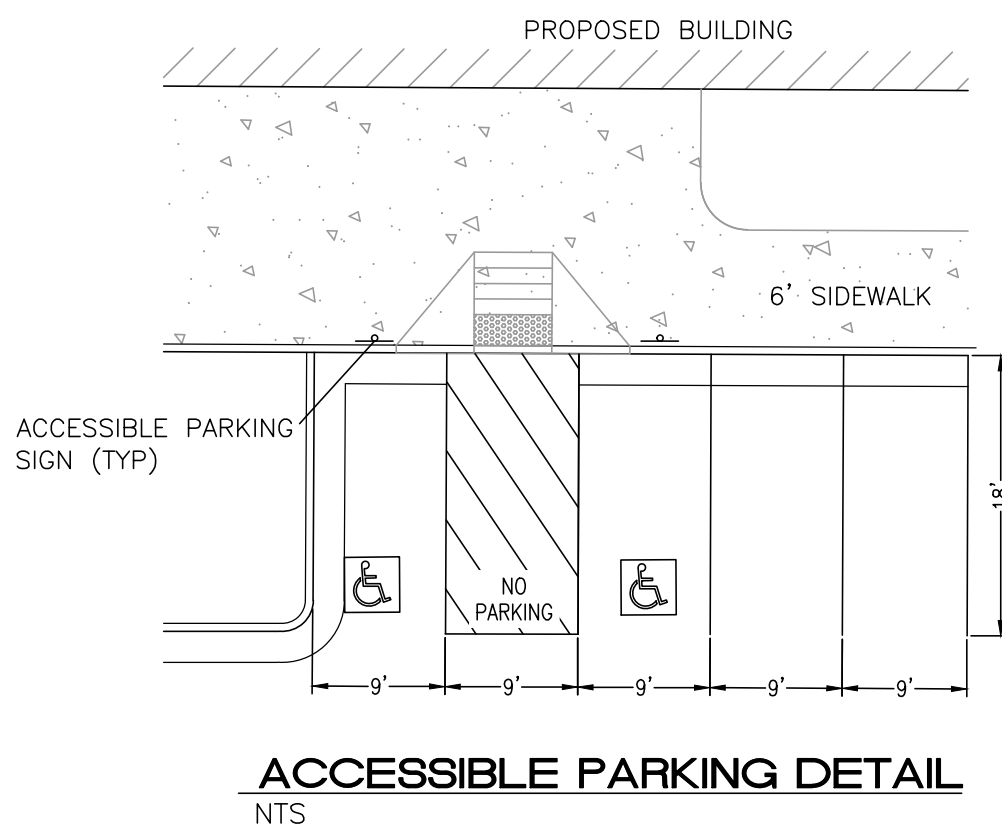 PROPOSED BUILDING
6' SIDEWALK
ACCESSIBLE PARKING
SIGN (TYP)
18'
NO
PARKING
9'
9'
9'
9'
9'
ACCESSIBLE PARKING DETAIL
NTS